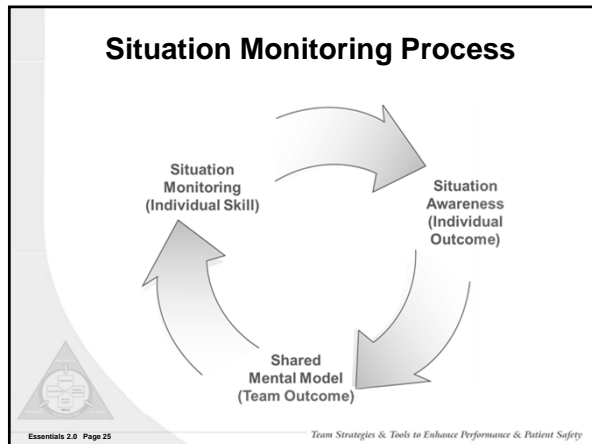 Situation Monitoring Process
Situation
Monitoring
(Individual Skill)
Situation
Awareness
(Individual
Outcome)
Shared
Mental Model
(Team Outcome)
Essentials 2.0 Page 25
Team Strategies & Tools to Enhance Performance & Patient Safety